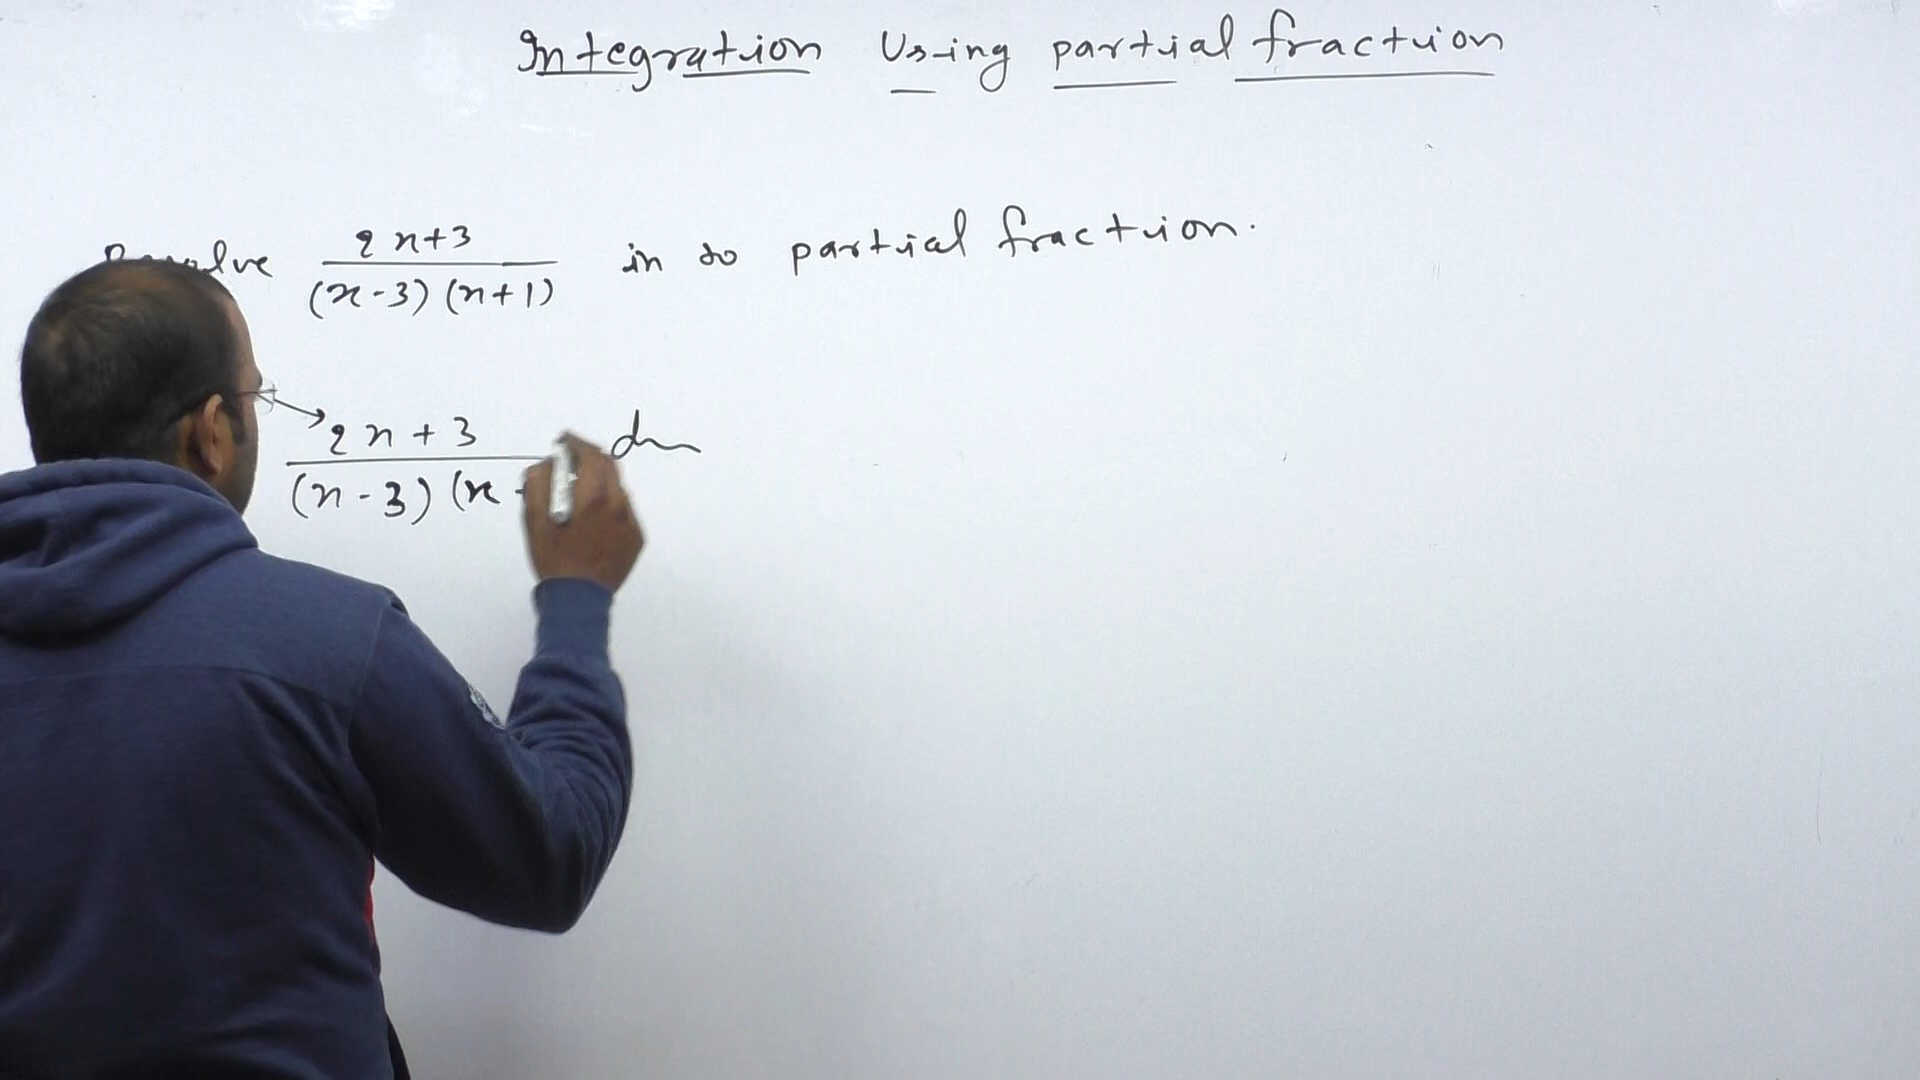 Integration Using partial fraction
Resolve 2x+3 in to partial fraction.
(x-3) (x+1)
2x + 3 dx
(x - 3) (x